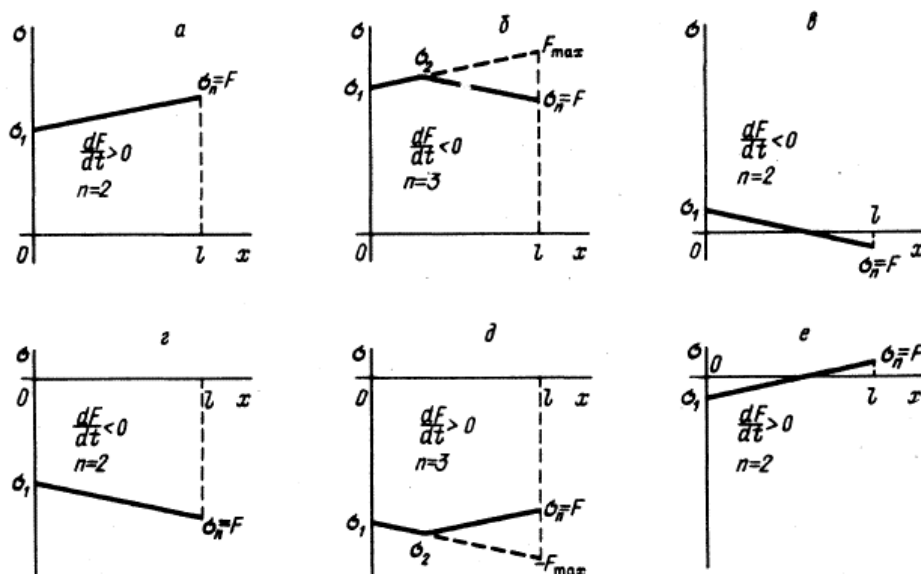 а
σ
σ₁
σₙ=F
dF/dt>0
n=2
0
l
x
б
σ
σ₁
σ₂
Fmax
σₙ=F
dF/dt<0
n=3
0
l
x
в
σ
σ₁
dF/dt<0
n=2
l
0
x
σₙ=F
г
σ
0
l
x
dF/dt<0
n=2
σ₁
σₙ=F
д
σ
0
l
x
dF/dt>0
n=3
σ₁
σ₂
σₙ=F
-Fmax
е
σ
0
σₙ=F
σ₁
l
x
dF/dt>0
n=2